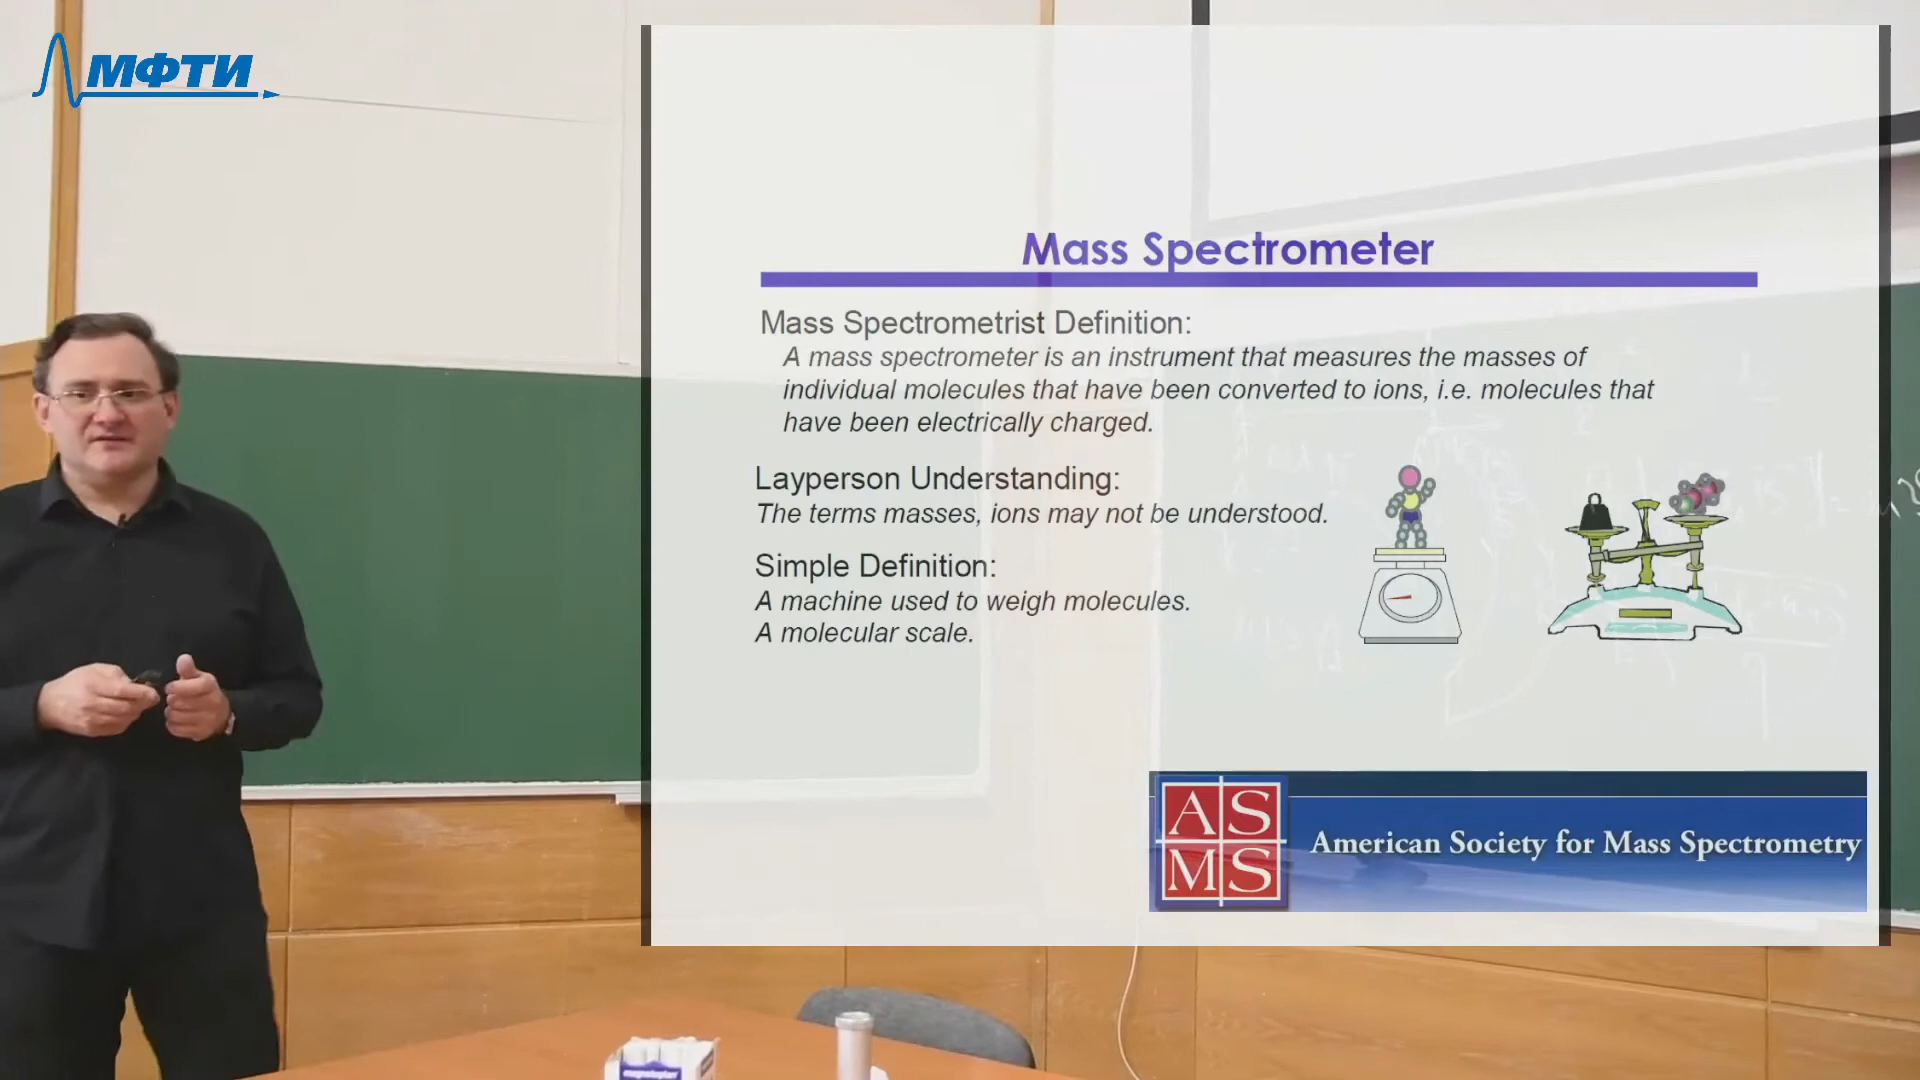 МФТИ
Mass Spectrometer
Mass Spectrometrist Definition:
A mass spectrometer is an instrument that measures the masses of
individual molecules that have been converted to ions, i.e. molecules that
have been electrically charged.
Layperson Understanding:
The terms masses, ions may not be understood.
Simple Definition:
A machine used to weigh molecules.
A molecular scale.
AS
MS
American Society for Mass Spectrometry